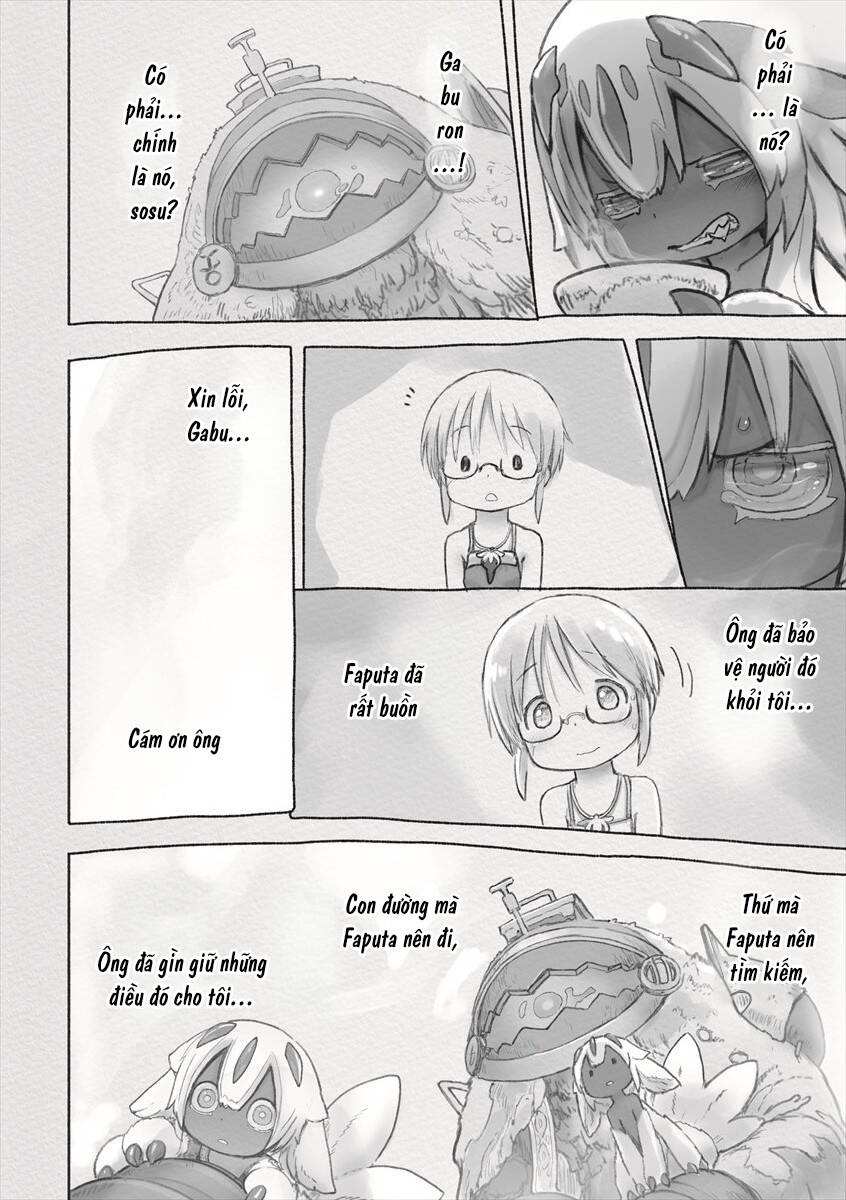 Có
phải
... là
nó?
Ga
bu
ron
...!
Có
phải...
chính
là nó,
sosu?
Xin lỗi,
Gabu...
Ông đã bảo
vệ người đó
khỏi tôi...
Faputa đã
rất buồn
Cám ơn ông
Thứ mà
Faputa nên
tìm kiếm,
Con đường mà
Faputa nên đi,
Ông đã gìn giữ những
điều đó cho tôi...